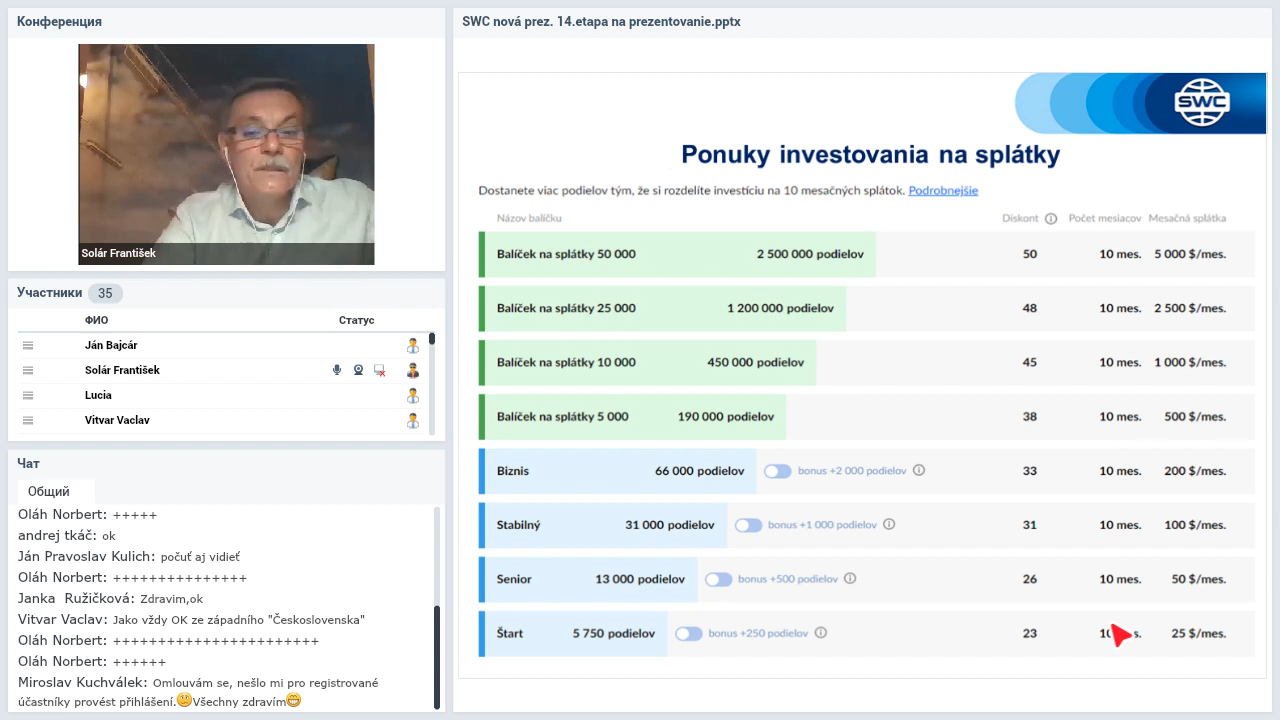 Конференция
Solár František
Участники 35
ФИО Статус
Ján Bajcár
Solár František
Lucia
Vitvar Vaclav
Чат
Общий
Oláh Norbert: +++++
andrej tkáč: ok
Ján Pravoslav Kulich: počuť aj vidieť
Oláh Norbert: +++++++++++++++
Janka Ružičková: Zdravim,ok
Vitvar Vaclav: Jako vždy OK ze západního "Československa"
Oláh Norbert: +++++++++++++++++++++++
Oláh Norbert: ++++++
Miroslav Kuchválek: Omlouvám se, nešlo mi pro registrované
účastníky provést přihlášení. Všechny zdravím
SWC nová prez. 14.etapa na prezentovanie.pptx
SWC
Ponuky investovania na splátky
Dostanete viac podielov tým, že si rozdelíte investíciu na 10 mesačných splátok. Podrobnejšie
Názov balíčku Diskont Počet mesiacov Mesačná splátka
Balíček na splátky 50 000 2 500 000 podielov 50 10 mes. 5 000 $/mes.
Balíček na splátky 25 000 1 200 000 podielov 48 10 mes. 2 500 $/mes.
Balíček na splátky 10 000 450 000 podielov 45 10 mes. 1 000 $/mes.
Balíček na splátky 5 000 190 000 podielov 38 10 mes. 500 $/mes.
Biznis 66 000 podielov bonus +2 000 podielov 33 10 mes. 200 $/mes.
Stabilný 31 000 podielov bonus +1 000 podielov 31 10 mes. 100 $/mes.
Senior 13 000 podielov bonus +500 podielov 26 10 mes. 50 $/mes.
Štart 5 750 podielov bonus +250 podielov 23 25 $/mes.